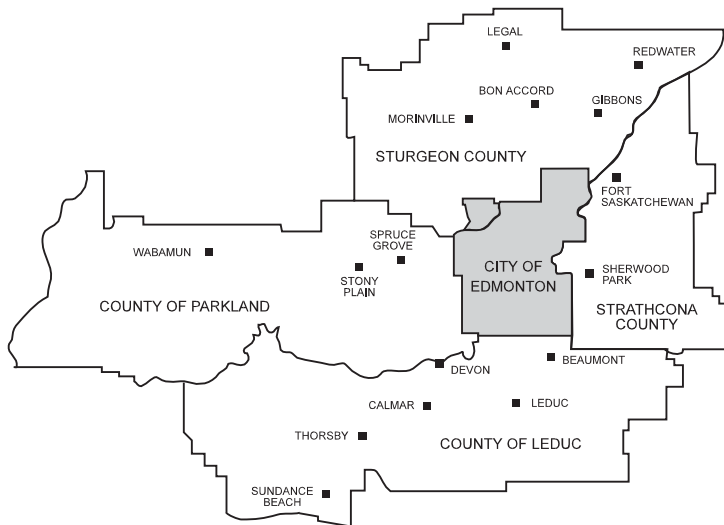 LEGAL
REDWATER
BON ACCORD
GIBBONS
MORINVILLE
STURGEON COUNTY
FORT
SASKATCHEWAN
WABAMUN
SPRUCE
GROVE
STONY
PLAIN
CITY OF
EDMONTON
SHERWOOD
PARK
COUNTY OF PARKLAND
STRATHCONA
COUNTY
DEVON
BEAUMONT
CALMAR
LEDUC
THORSBY
COUNTY OF LEDUC
SUNDANCE
BEACH